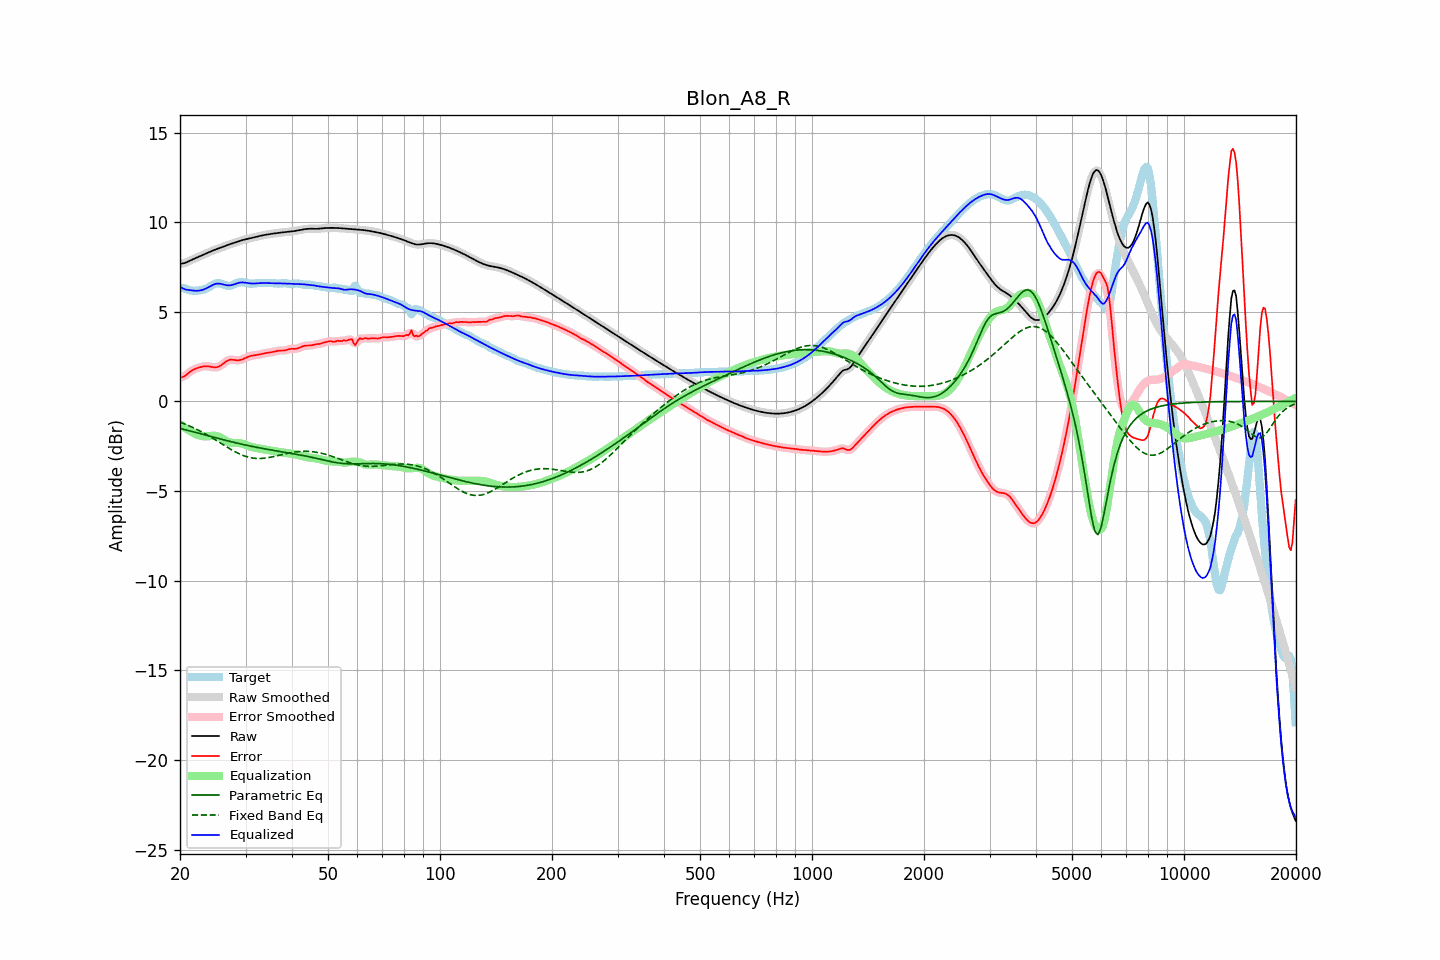 Blon_A8_R
Amplitude (dBr)
15
10
5
0
−5
−10
−15
−20
−25
Target
Raw Smoothed
Error Smoothed
Raw
Error
Equalization
Parametric Eq
Fixed Band Eq
Equalized
20 50 100 200 500 1000 2000 5000 10000 20000
Frequency (Hz)